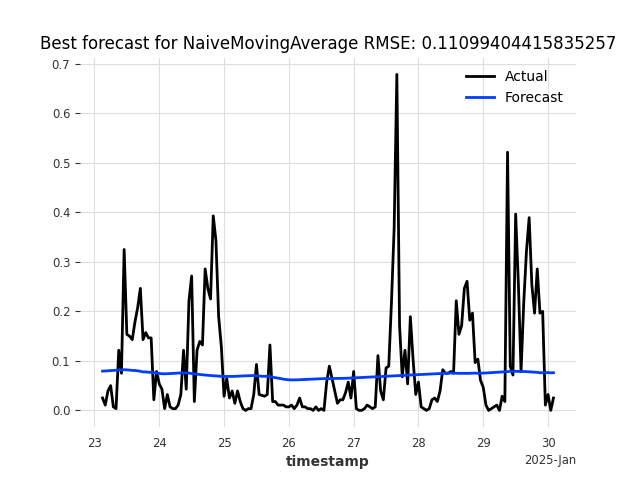 Best forecast for NaiveMovingAverage RMSE: 0.11099404415835257
Actual
Forecast
0.7
0.6
0.5
0.4
0.3
0.2
0.1
0.0
23 24 25 26 27 28 29 30
timestamp
2025-Jan